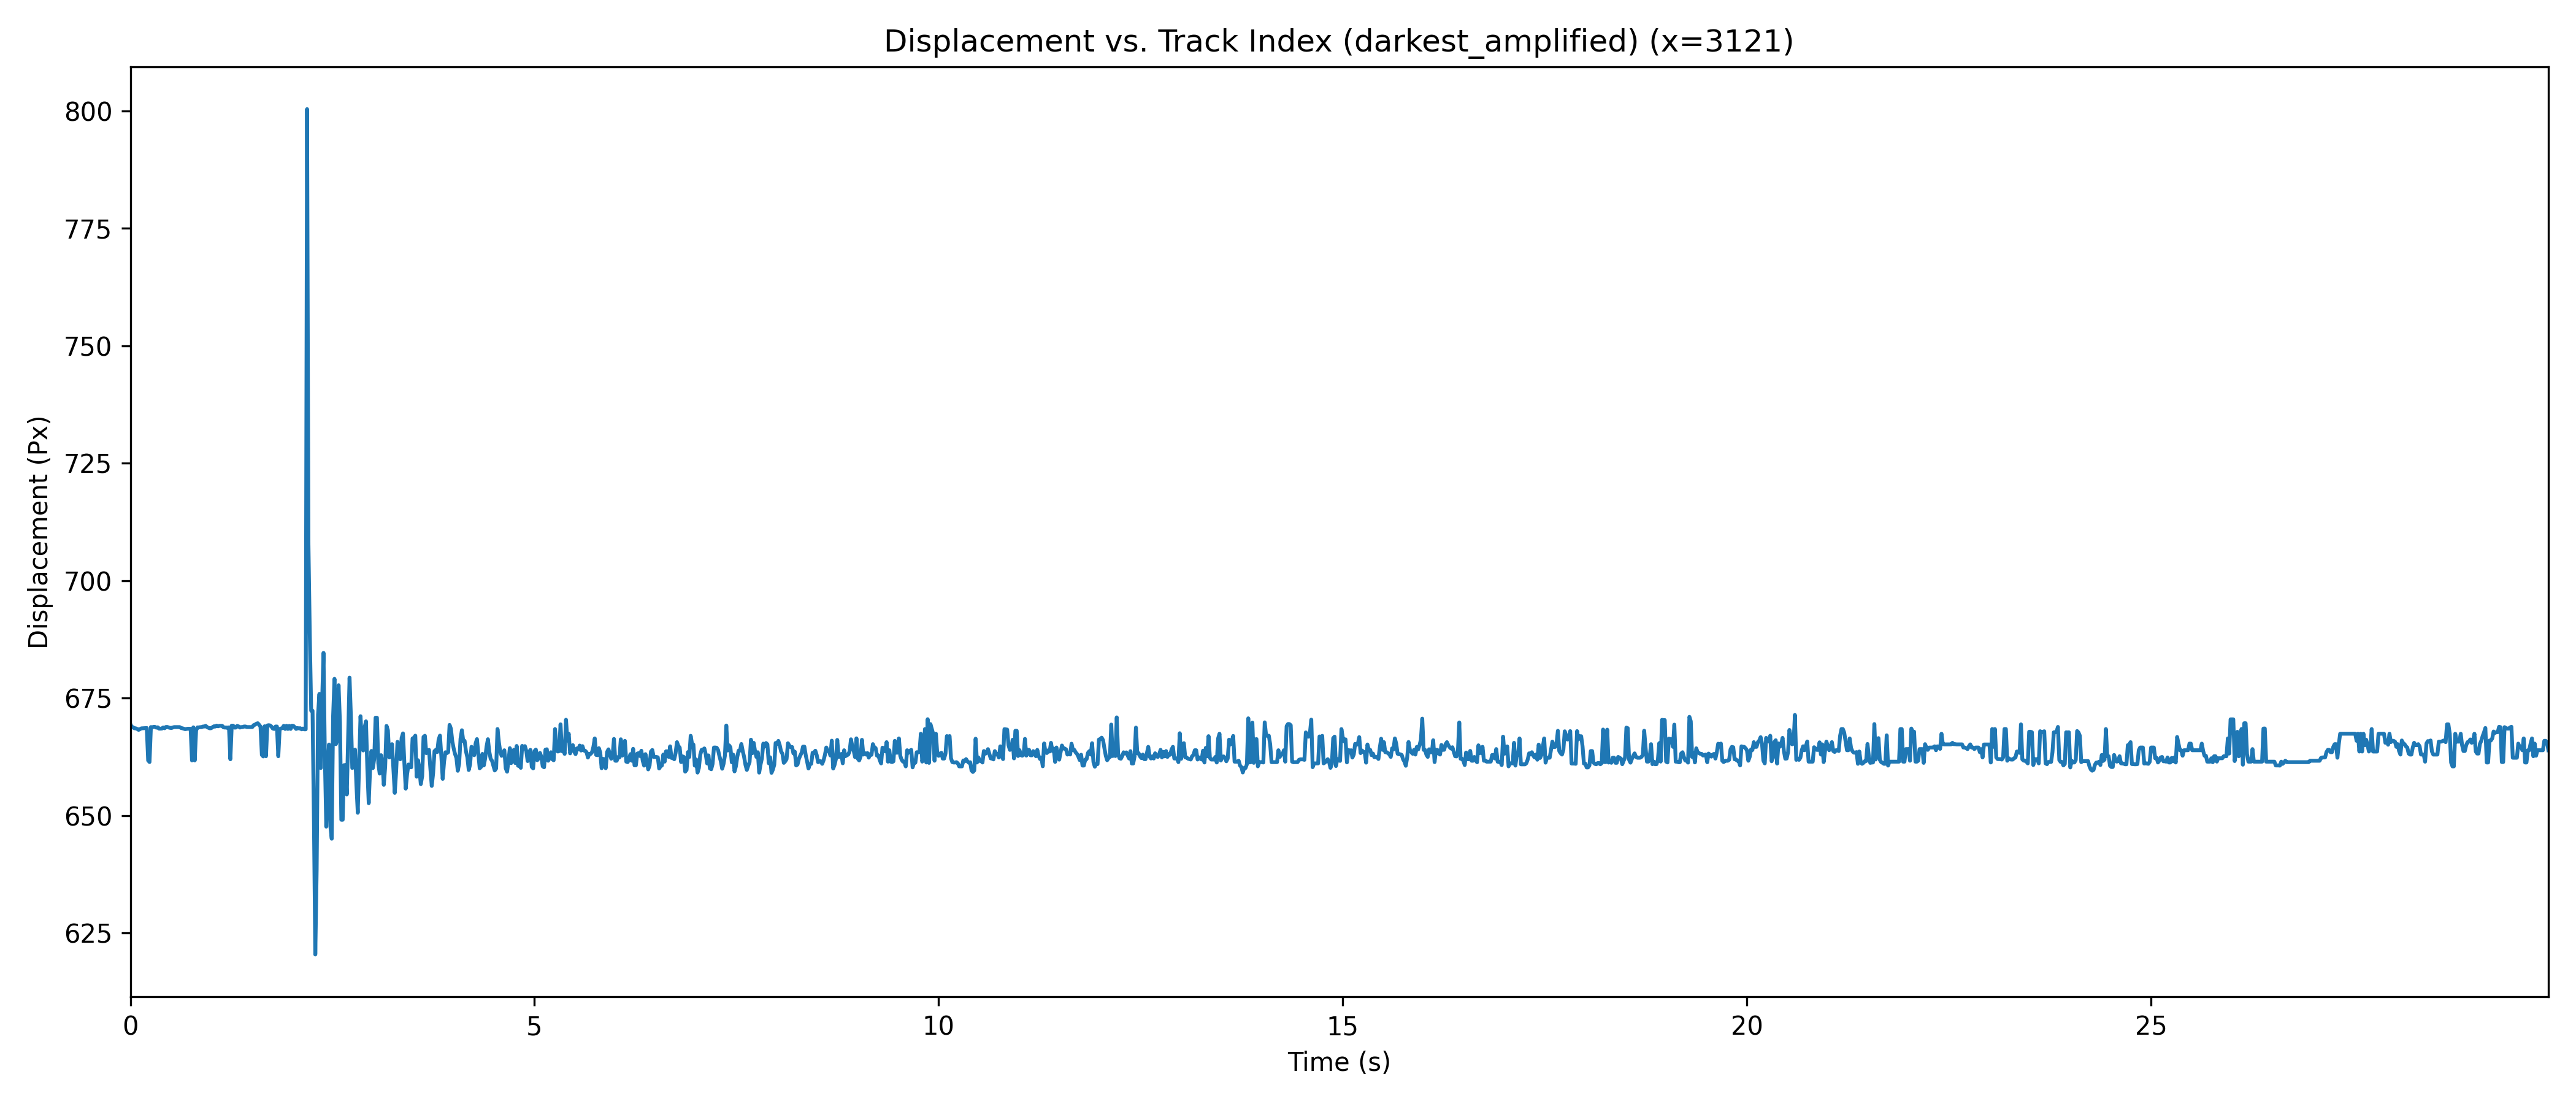 Displacement vs. Track Index (darkest_amplified) (x=3121)
800
775
750
725
700
675
650
625
Displacement (Px)
0 5 10 15 20 25
Time (s)